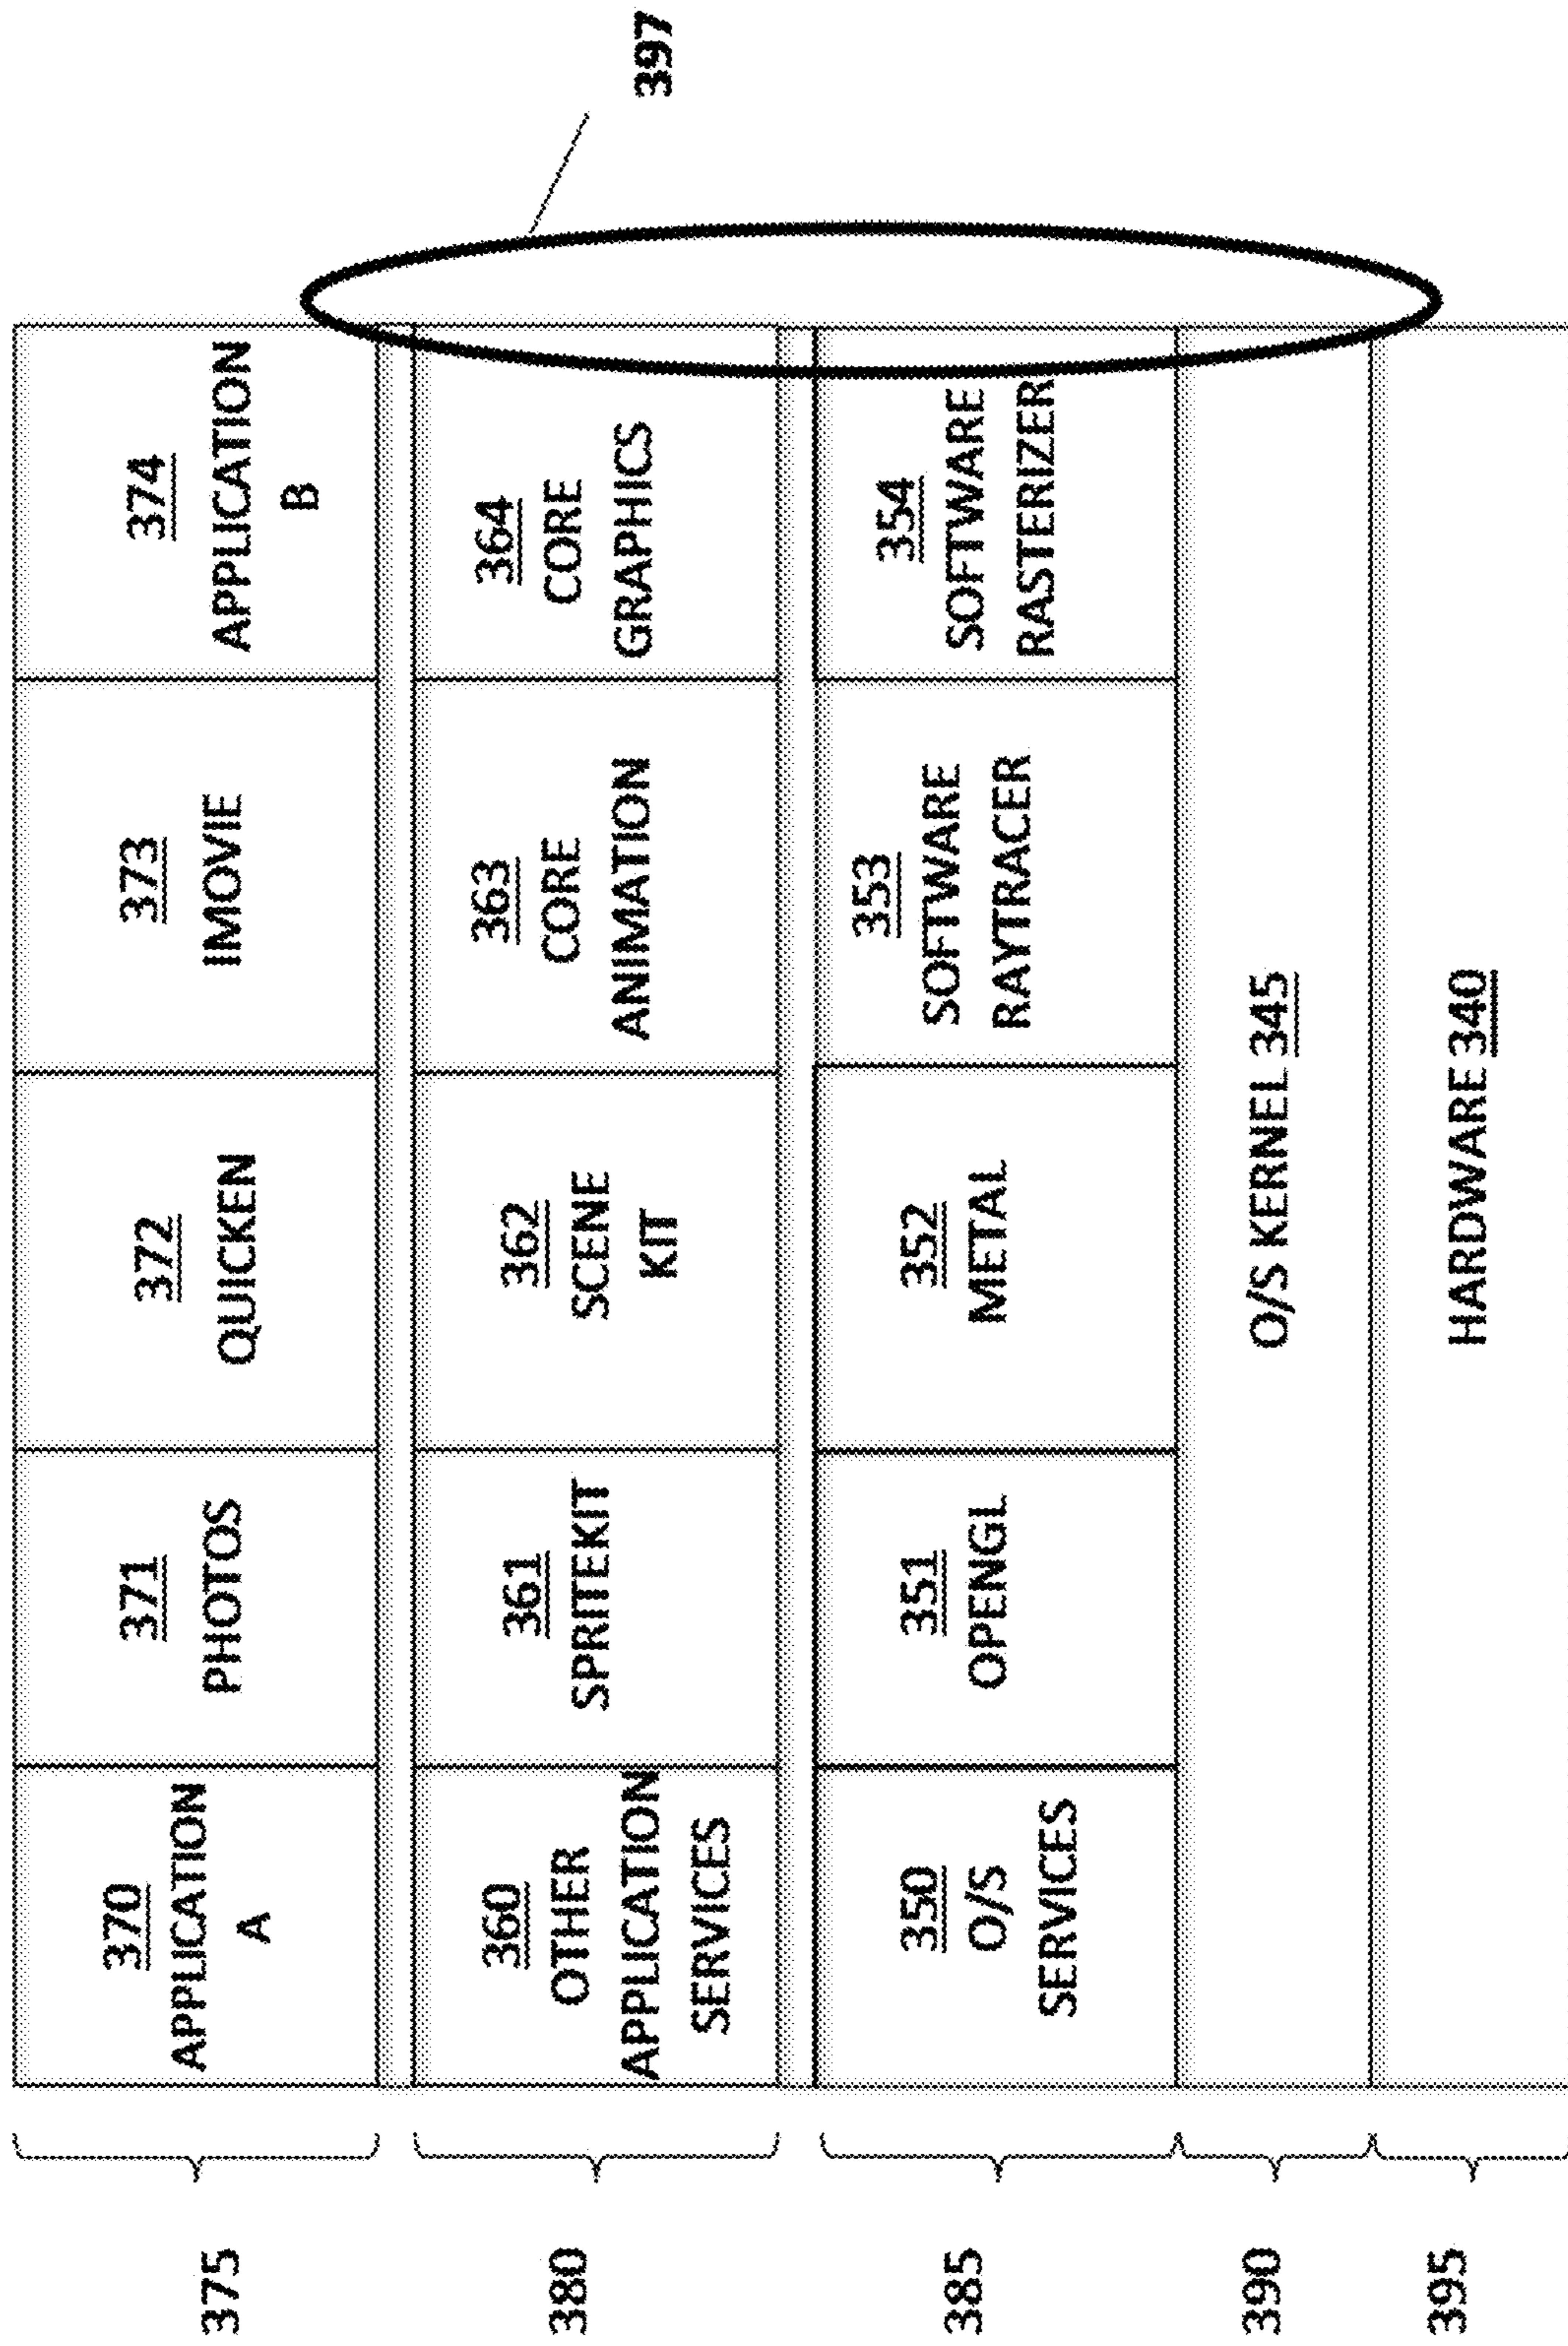 397
375
370
APPLICATION
A
371
PHOTOS
372
QUICKEN
373
IMOVIE
374
APPLICATION
B
380
360
OTHER
APPLICATION
SERVICES
361
SPRITEKIT
362
SCENE
KIT
363
CORE
ANIMATION
364
CORE
GRAPHICS
385
350
O/S
SERVICES
351
OPENGL
352
METAL
353
SOFTWARE
RAYTRACER
354
SOFTWARE
RASTERIZER
390
O/S KERNEL 345
395
HARDWARE 340